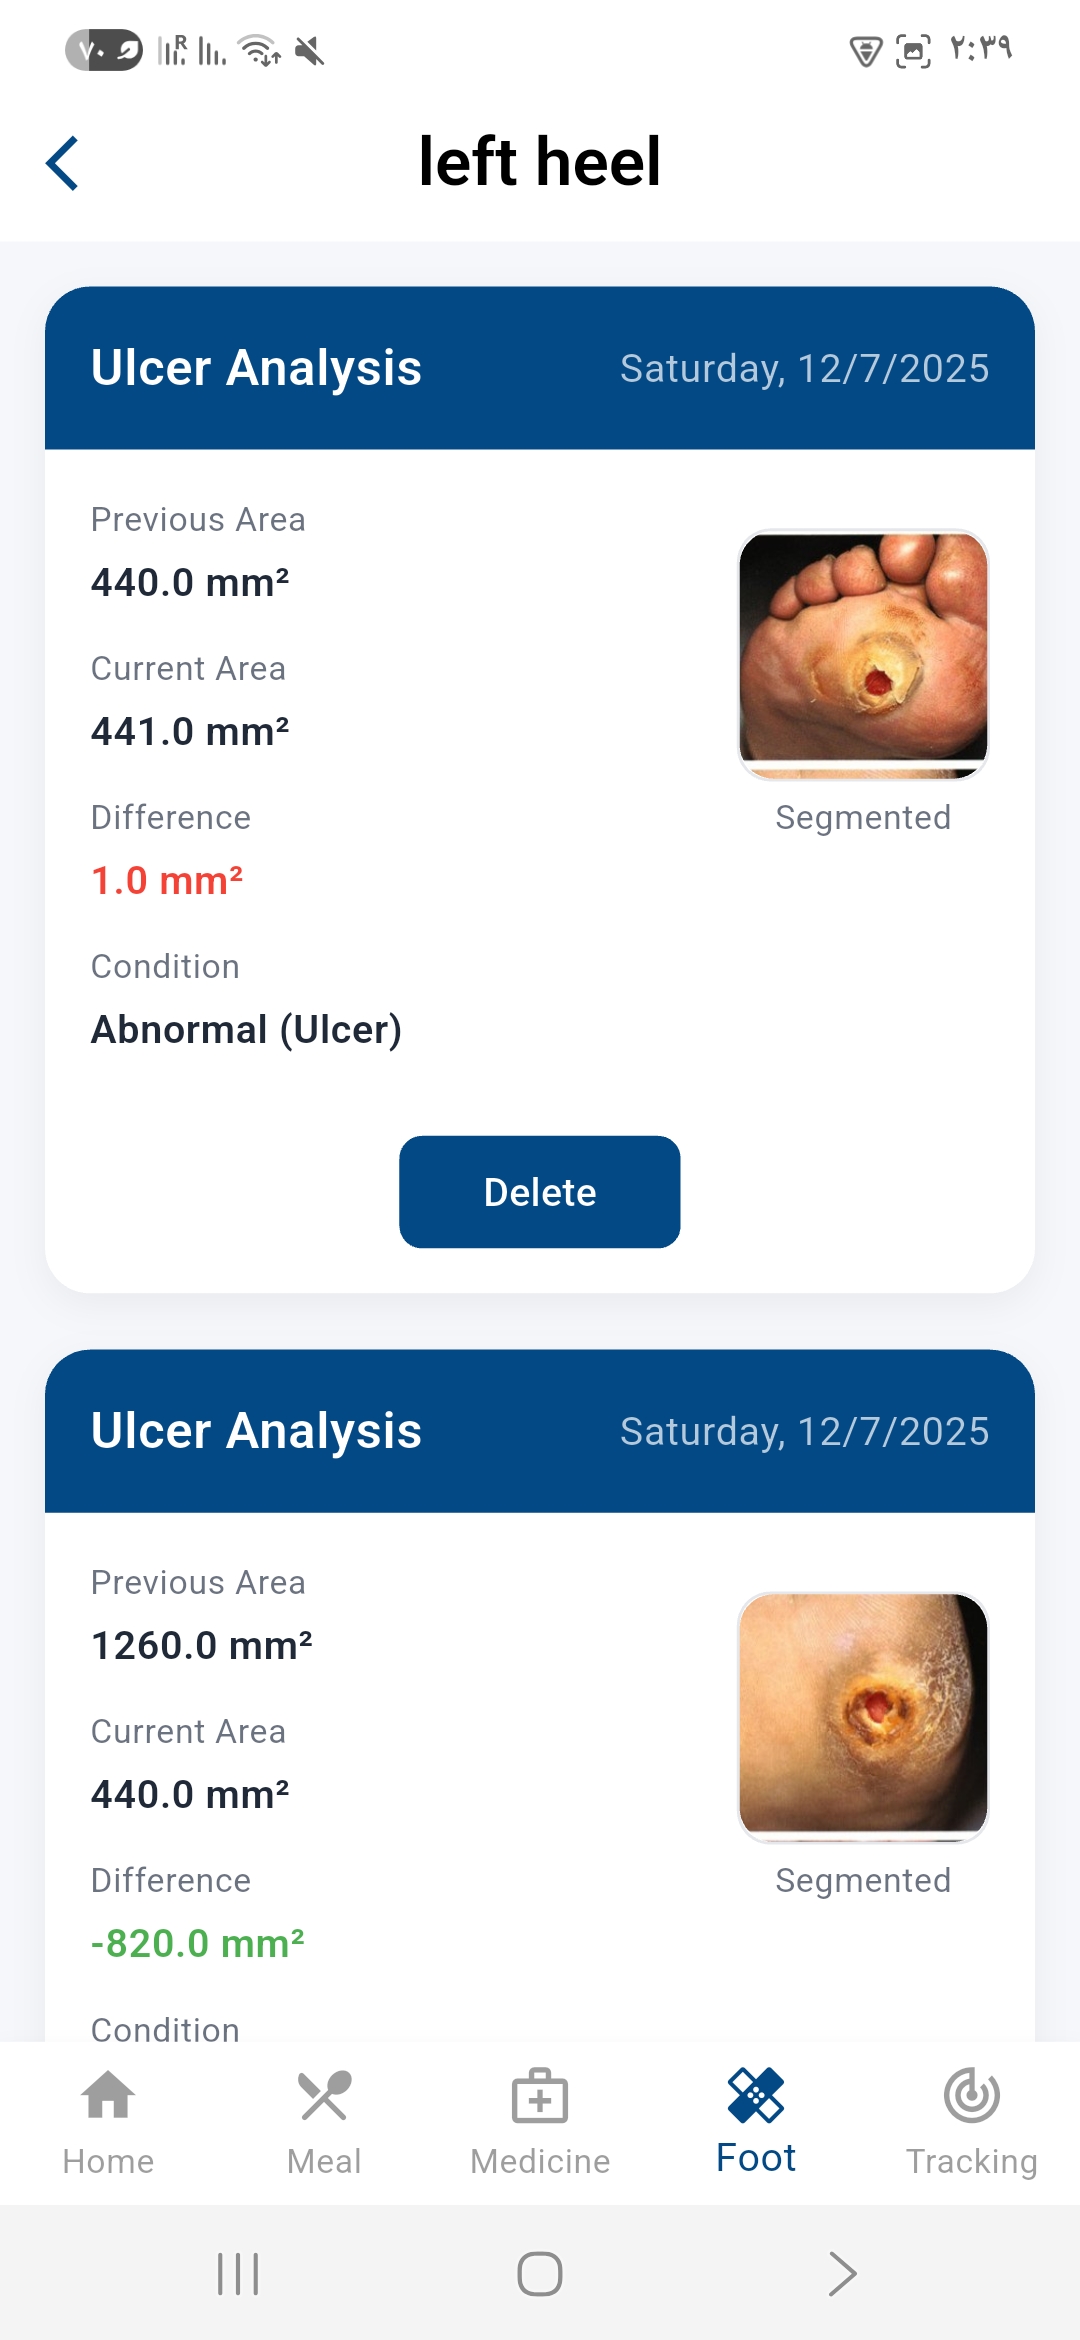 ٧٠
R
٢:٣٩
left heel
Ulcer Analysis
Saturday, 12/7/2025
Previous Area
440.0 mm²
Current Area
441.0 mm²
Difference
1.0 mm²
Segmented
Condition
Abnormal (Ulcer)
Delete
Ulcer Analysis
Saturday, 12/7/2025
Previous Area
1260.0 mm²
Current Area
440.0 mm²
Difference
-820.0 mm²
Segmented
Condition
Home
Meal
Medicine
Foot
Tracking